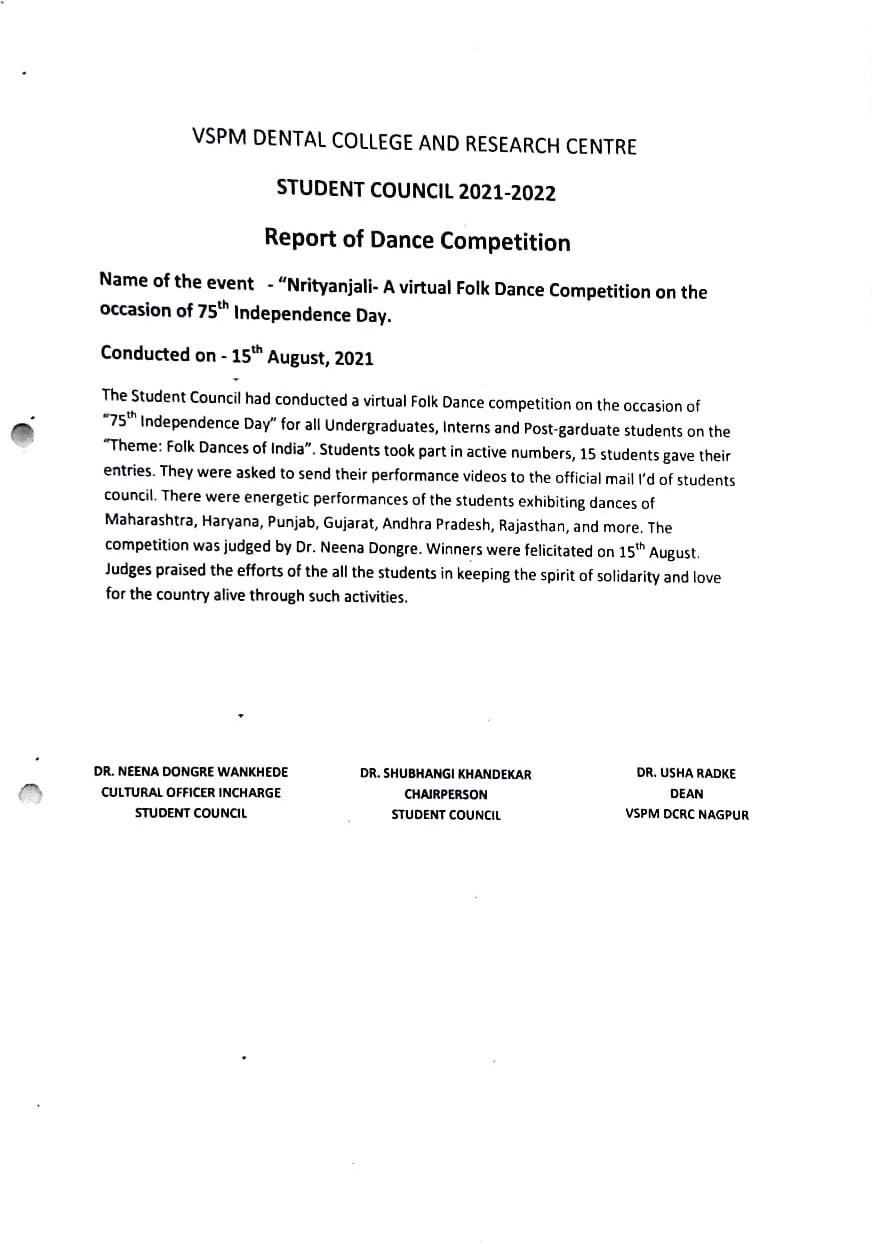 VSPM DENTAL COLLEGE AND RESEARCH CENTRE
STUDENT COUNCIL 2021-2022
Report of Dance Competition
Name of the event - “Nrityanjali- A virtual Folk Dance Competition on the
occasion of 75th Independence Day.
Conducted on - 15th August, 2021
The Student Council had conducted a virtual Folk Dance competition on the occasion of
“75th Independence Day” for all Undergraduates, Interns and Post-garduate students on the
“Theme: Folk Dances of India”. Students took part in active numbers, 15 students gave their
entries. They were asked to send their performance videos to the official mail I’d of students
council. There were energetic performances of the students exhibiting dances of
Maharashtra, Haryana, Punjab, Gujarat, Andhra Pradesh, Rajasthan, and more. The
competition was judged by Dr. Neena Dongre. Winners were felicitated on 15th August.
Judges praised the efforts of the all the students in keeping the spirit of solidarity and love
for the country alive through such activities.
DR. NEENA DONGRE WANKHEDE
CULTURAL OFFICER INCHARGE
STUDENT COUNCIL
DR. SHUBHANGI KHANDEKAR
CHAIRPERSON
STUDENT COUNCIL
DR. USHA RADKE
DEAN
VSPM DCRC NAGPUR